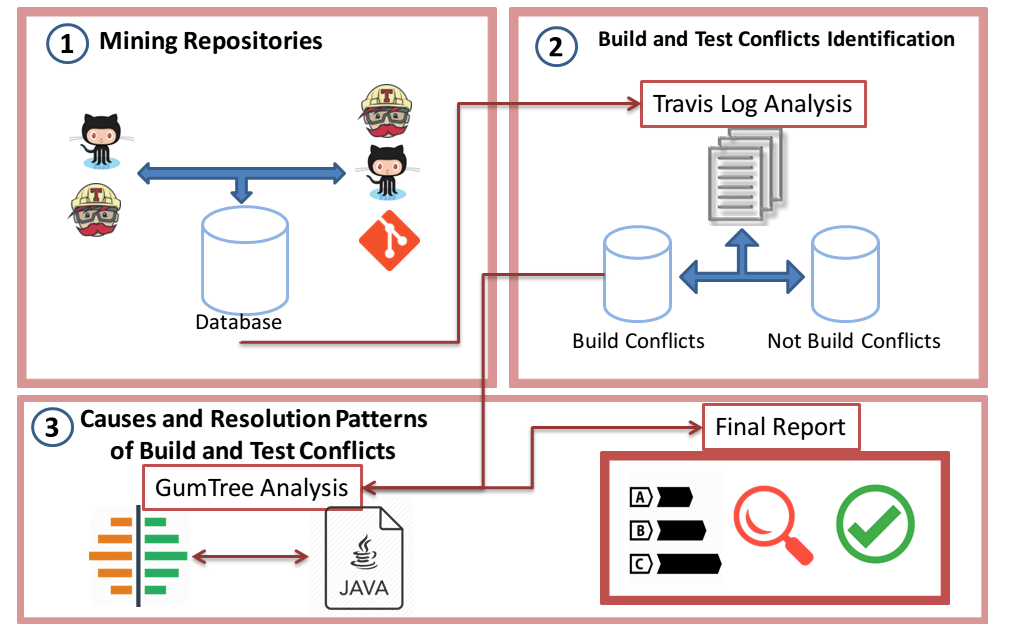 1
Mining Repositories
T
T
Database
2
Build and Test Conflicts Identification
Travis Log Analysis
Build Conflicts
Not Build Conflicts
3
Causes and Resolution Patterns
of Build and Test Conflicts
GumTree Analysis
JAVA
Final Report
A
B
C